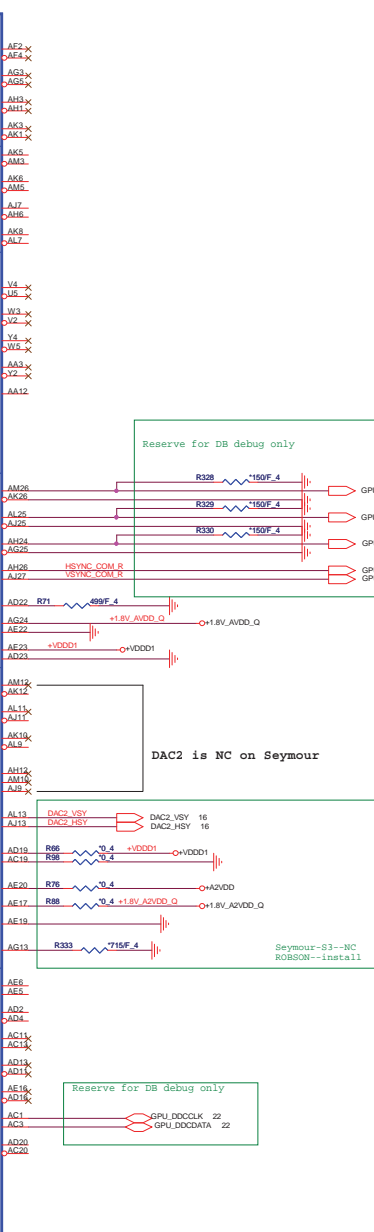 AF2
AE4
AG3
AG5
AH3
AH1
AK3
AK1
AK5
AM3
AK6
AM5
AJ7
AH6
AK8
AL7
V4
U5
W3
V2
Y4
W5
AA3
Y2
AA12
Reserve for DB debug only
R328 *150/F_4
AM26 GPU
AK26
R329 *150/F_4
AL25 GPU
AJ25
R330 *150/F_4
AH24 GPU
AG25
AH26 HSYNC_COM_R GPU
AJ27 VSYNC_COM_R GPU
AD22 R71 499/F_4
AG24 +1.8V_AVDD_Q +1.8V_AVDD_Q
AE22
AE23 +VDDD1 +VDDD1
AD23
AM12
AK12
AL11
AJ11
AK10
AL9
DAC2 is NC on Seymour
AH12
AM10
AJ9
AL13 DAC2_VSY DAC2_VSY 16
AJ13 DAC2_HSY DAC2_HSY 16
AD19 R66 *0_4 +VDDD1 +VDDD1
AC19 R98 *0_4
AE20 R76 *0_4 +A2VDD
AE17 R88 *0_4 +1.8V_A2VDD_Q +1.8V_A2VDD_Q
AE19
AG13 R333 *715/F_4
Seymour-S3--NC
ROBSON--install
AE6
AE5
AD2
AD4
AC11
AC13
AD13
AD11
AE16
AD16
Reserve for DB debug only
AC1 GPU_DDCCLK 22
AC3 GPU_DDCDATA 22
AD20
AC20